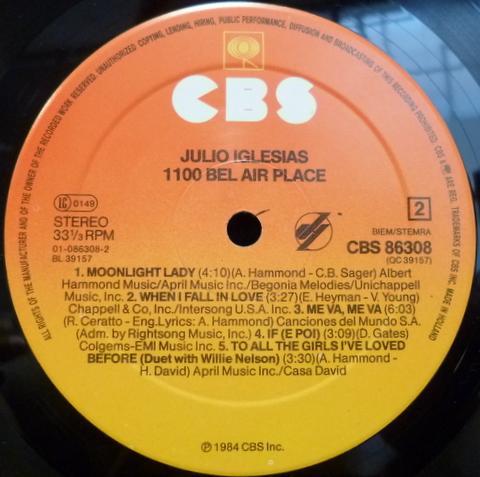 ALL RIGHTS OF THE MANUFACTURER AND OF THE OWNER OF THE RECORDED WORK RESERVED. UNAUTHORIZED COPYING, LENDING, HIRING, PUBLIC PERFORMANCE, DIFFUSION AND BROADCASTING OF THIS RECORDING PROHIBITED. CBS & ARE REG. TRADEMARKS OF CBS INC. MADE IN HOLLAND
CBS
JULIO IGLESIAS
1100 BEL AIR PLACE
LC 0149
STEREO
33⅓ RPM
01-086308-2
BL 39157
2
BIEM/STEMRA
CBS 86308
(QC 39157)
1. MOONLIGHT LADY (4:10)(A. Hammond - C.B. Sager) Albert
Hammond Music/April Music Inc./Begonia Melodies/Unichappell
Music, Inc. 2. WHEN I FALL IN LOVE (3:27)(E. Heyman - V. Young)
Chappell & Co., Inc./Intersong U.S.A. Inc. 3. ME VA, ME VA (6:03)
(R. Ceratto - Eng.Lyrics: A. Hammond) Canciones del Mundo S.A.
(Adm. by Rightsong Music, Inc.) 4. IF (E POI) (3:09)(D. Gates)
Colgems-EMI Music Inc. 5. TO ALL THE GIRLS I'VE LOVED
BEFORE (Duet with Willie Nelson) (3:30)(A. Hammond -
H. David) April Music Inc./Casa David
℗ 1984 CBS Inc.